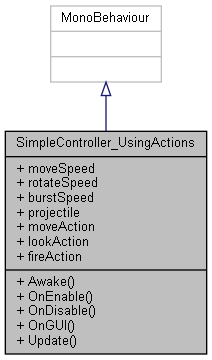 MonoBehaviour
SimpleController_UsingActions
+ moveSpeed
+ rotateSpeed
+ burstSpeed
+ projectile
+ moveAction
+ lookAction
+ fireAction
+ Awake()
+ OnEnable()
+ OnDisable()
+ OnGUI()
+ Update()